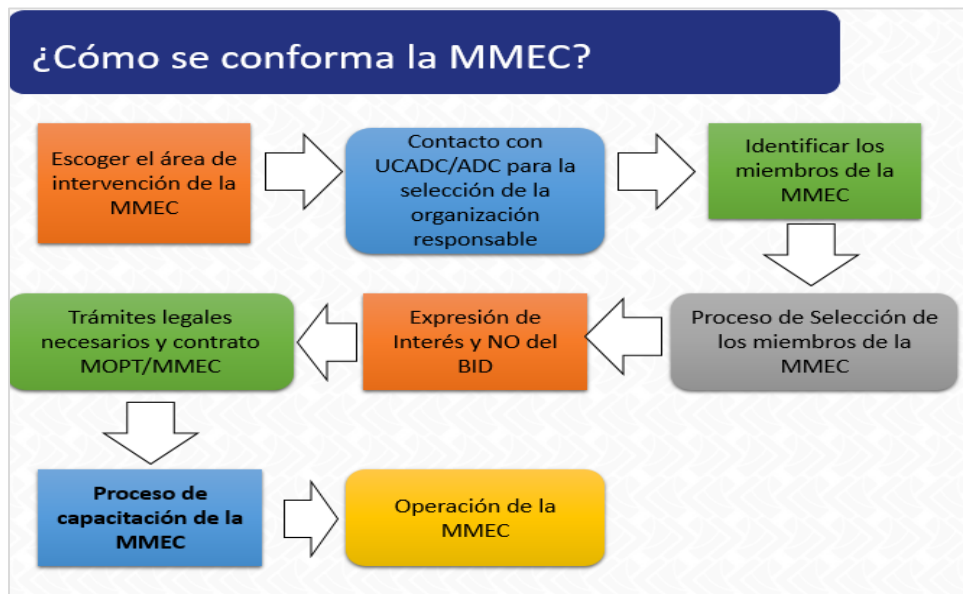 ¿Cómo se conforma la MMEC?
Escoger el área de
intervención de la
MMEC
Contacto con
UCADC/ADC para la
selección de la
organización
responsable
Identificar los
miembros de la
MMEC
Proceso de Selección de
los miembros de la
MMEC
Expresión de
Interés y NO del
BID
Trámites legales
necesarios y contrato
MOPT/MMEC
Proceso de
capacitación de la
MMEC
Operación de la
MMEC